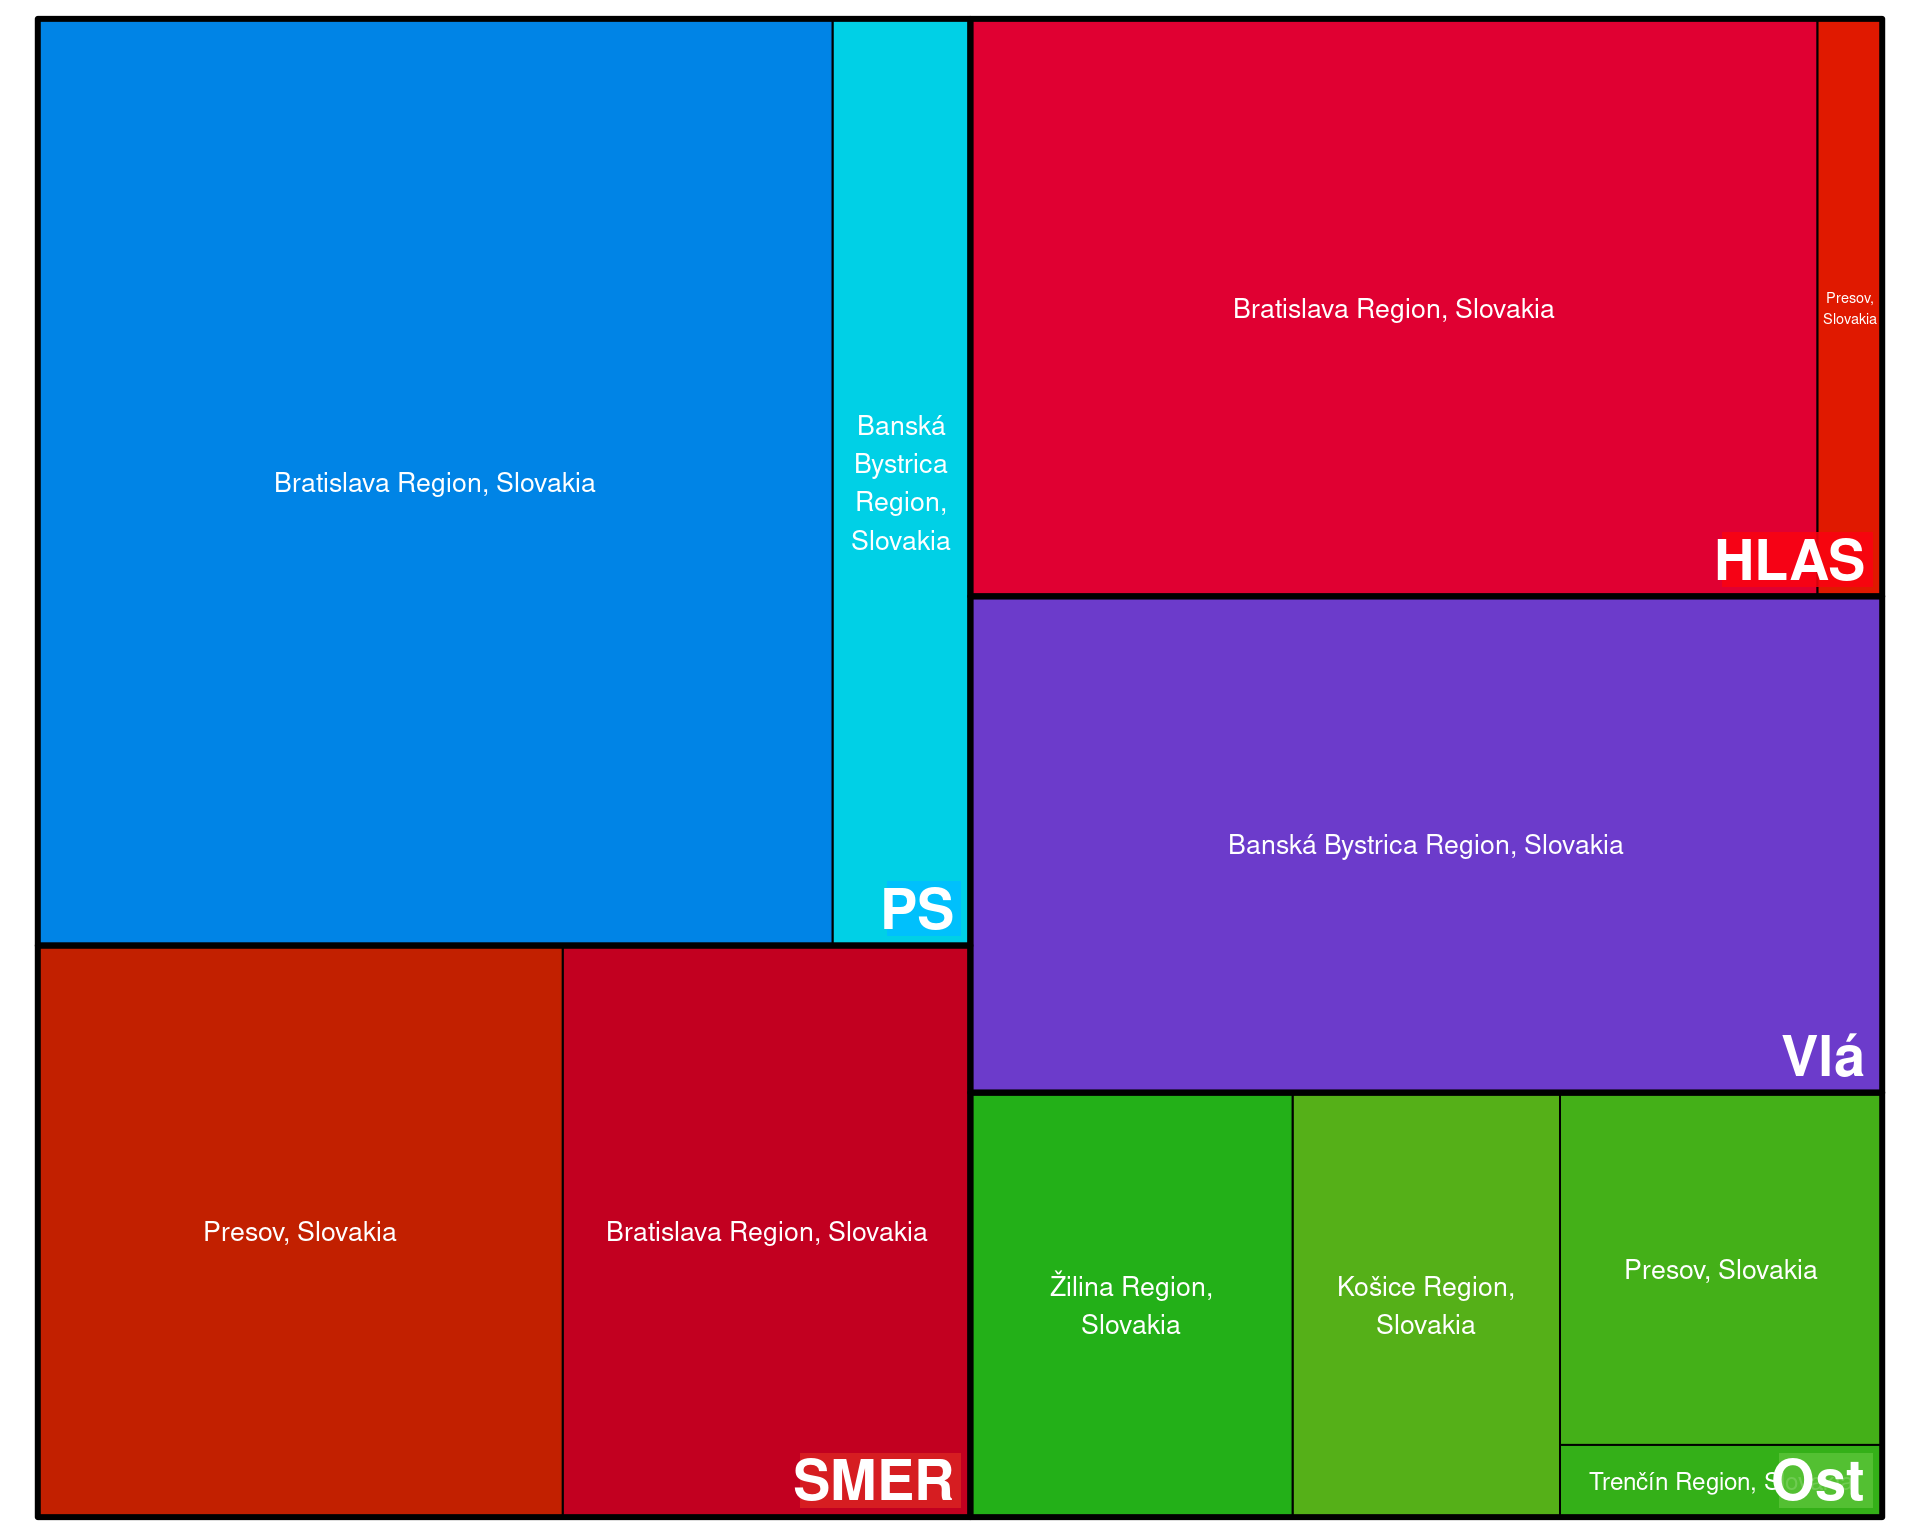 Bratislava Region, Slovakia
Banská
Bystrica
Region,
Slovakia
PS
Bratislava Region, Slovakia
Presov,
Slovakia
HLAS
Banská Bystrica Region, Slovakia
Vlá
Presov, Slovakia
Bratislava Region, Slovakia
SMER
Žilina Region,
Slovakia
Košice Region,
Slovakia
Presov, Slovakia
Trenčín Region,
Ost